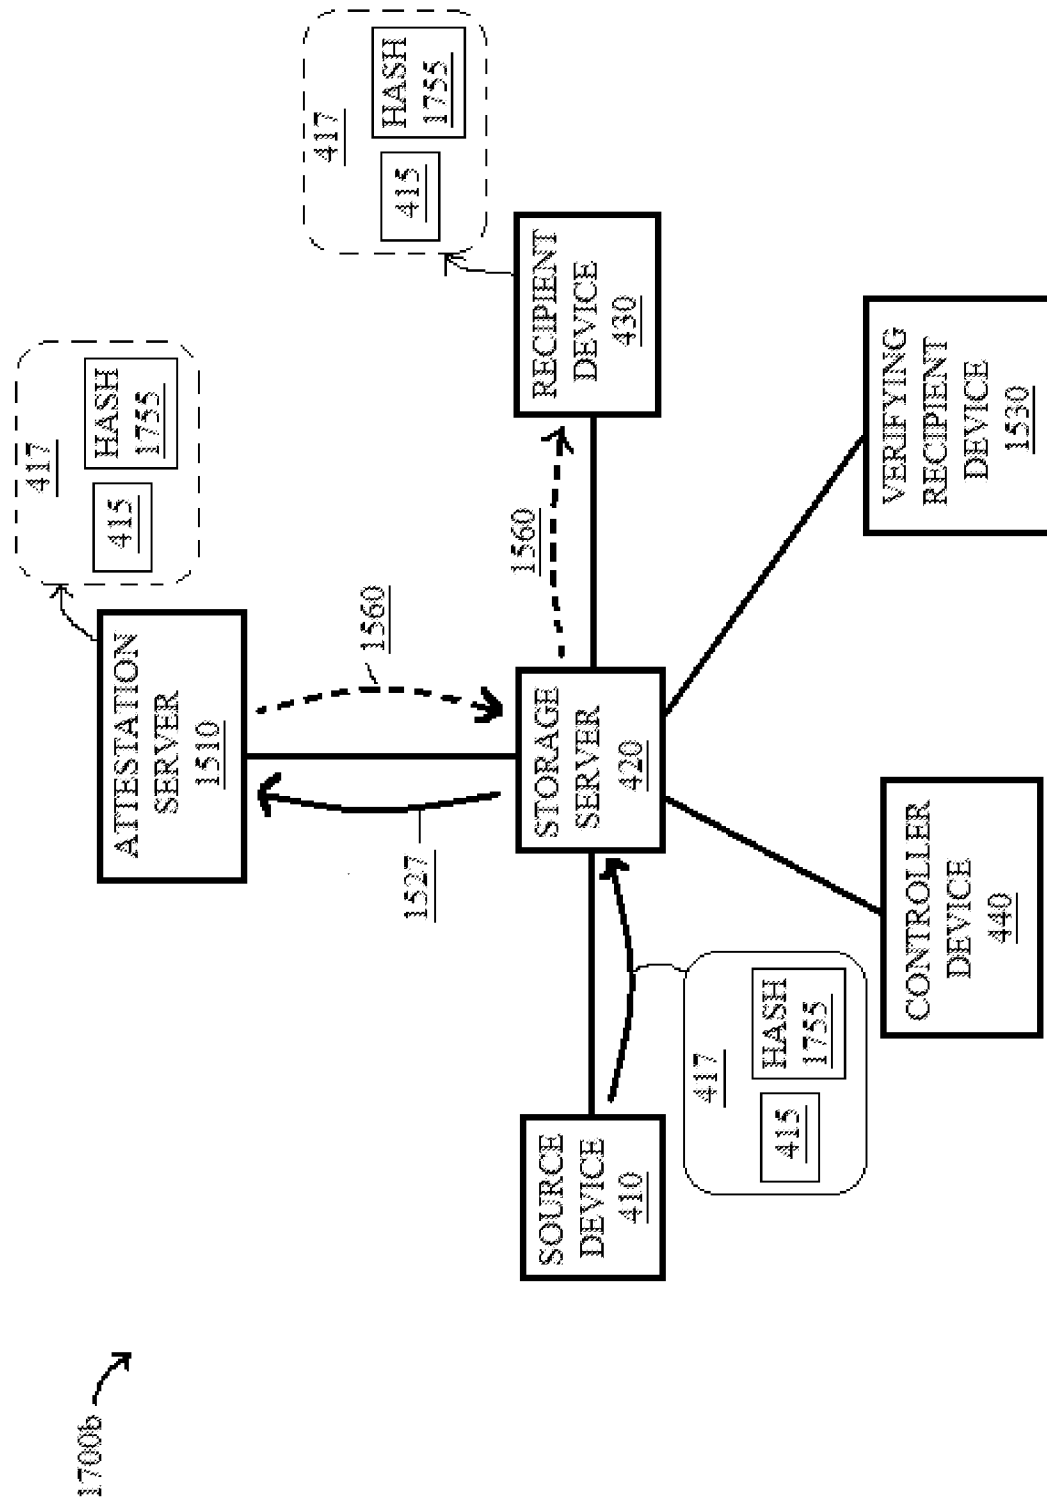 1700b
ATTESTATION
SERVER
1510
417
415
HASH
1755
1527
1560
SOURCE
DEVICE
410
417
415
HASH
1755
STORAGE
SERVER
420
1560
RECIPIENT
DEVICE
430
417
415
HASH
1755
CONTROLLER
DEVICE
440
VERIFYING
RECIPIENT
DEVICE
1530